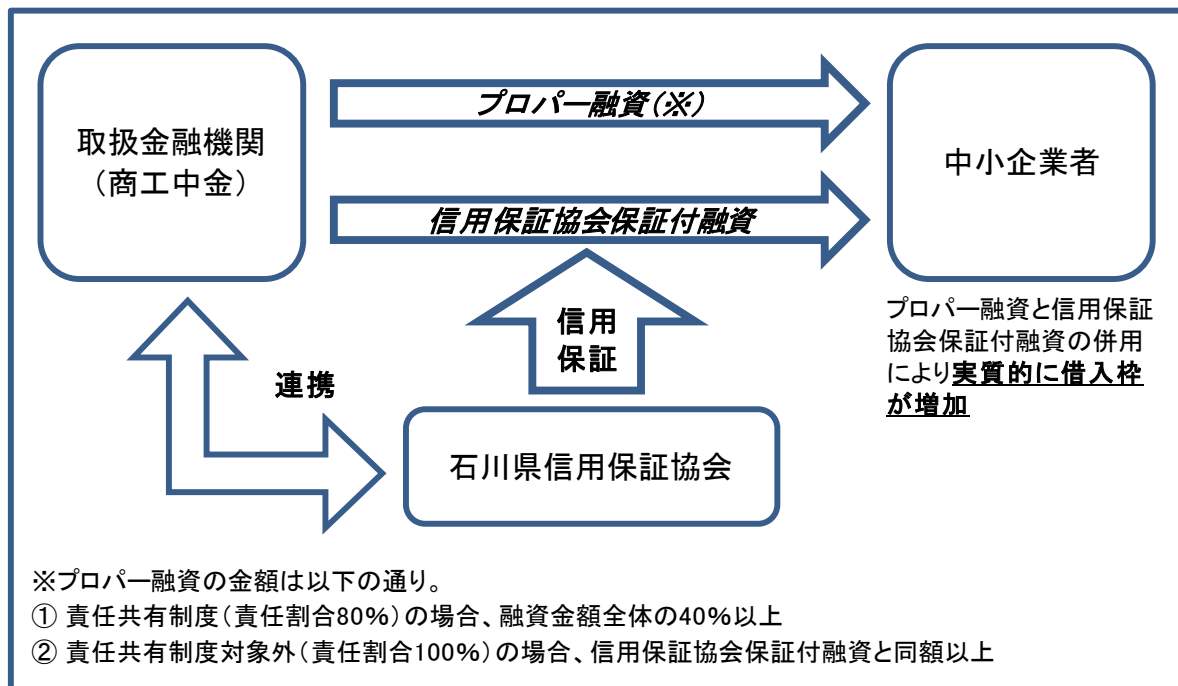 プロパー融資(※)
取扱金融機関
(商工中金)
中小企業者
信用保証協会保証付融資
信用
保証
プロパー融資と信用保証
協会保証付融資の併用
により実質的に借入枠
が増加
連携
石川県信用保証協会
※プロパー融資の金額は以下の通り。
① 責任共有制度(責任割合80%)の場合、融資金額全体の40%以上
② 責任共有制度対象外(責任割合100%)の場合、信用保証協会保証付融資と同額以上